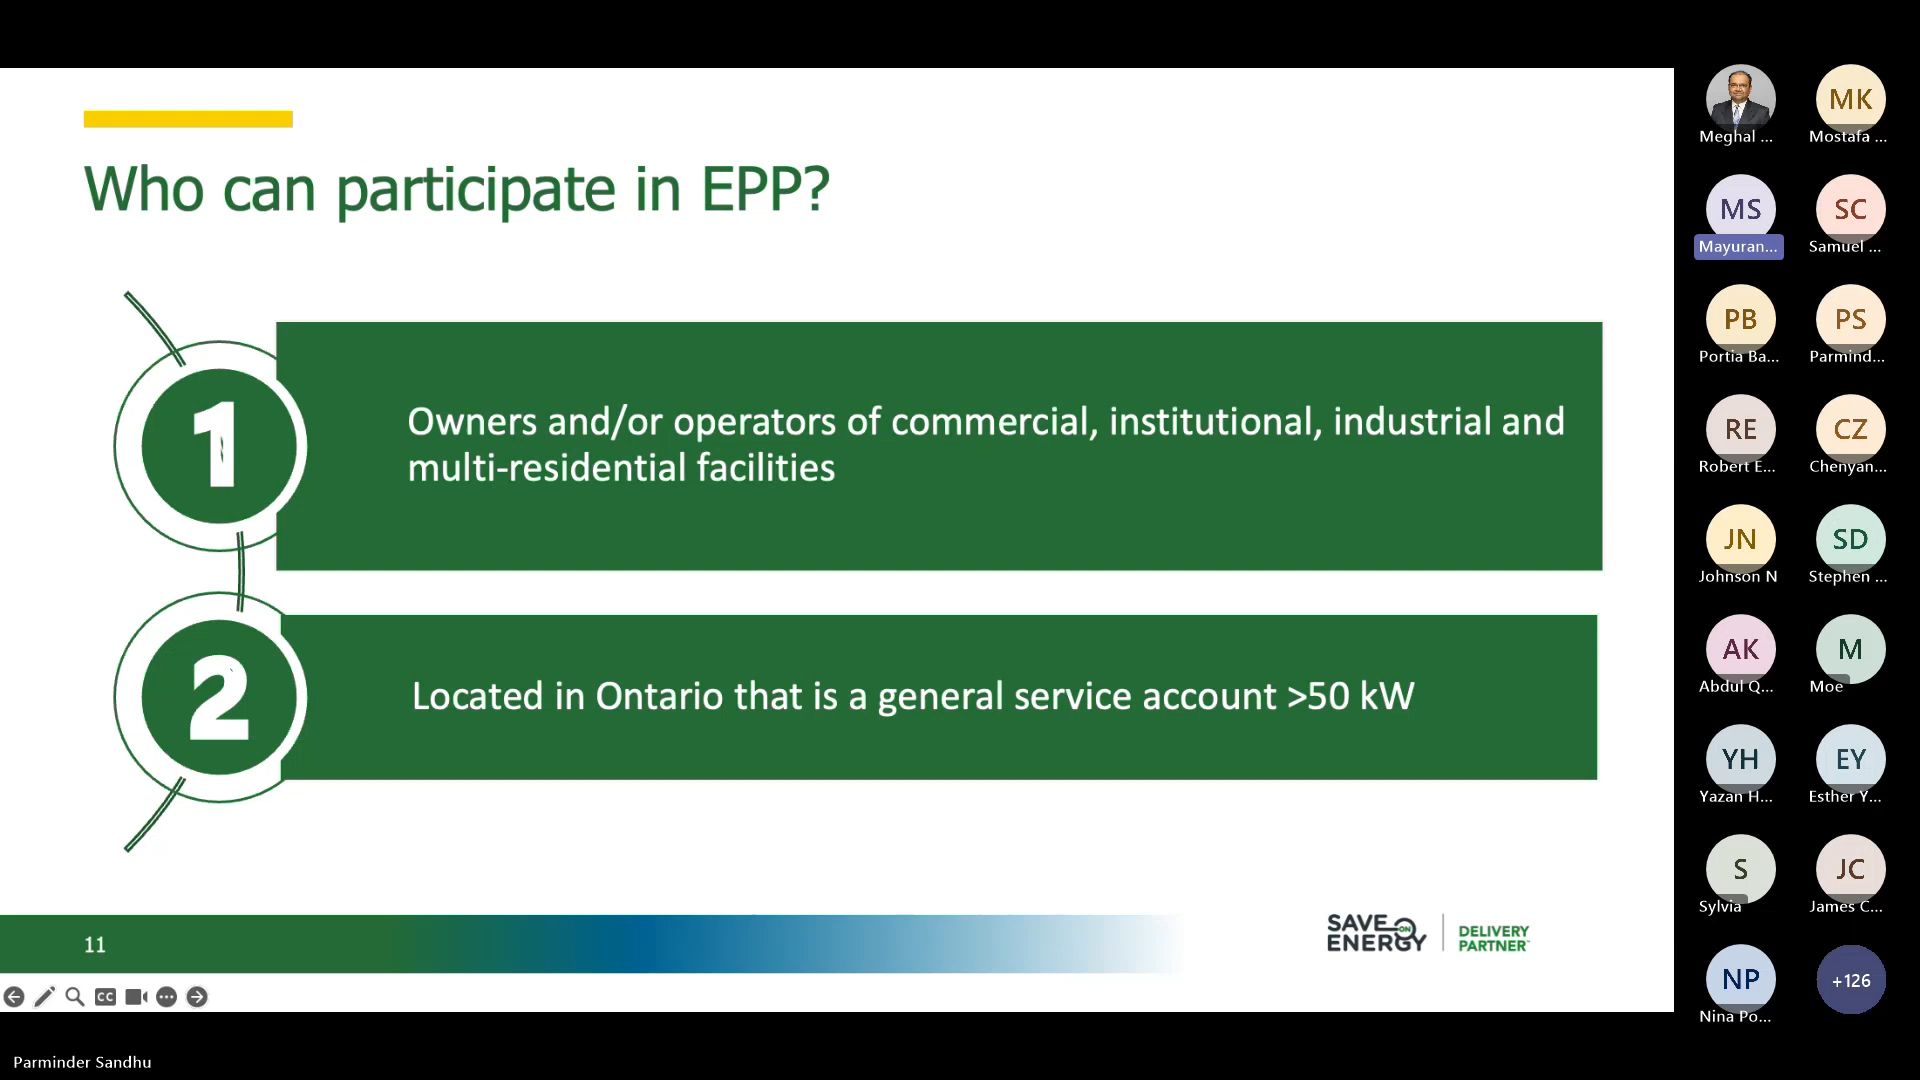 Who can participate in EPP?
1
Owners and/or operators of commercial, institutional, industrial and
multi-residential facilities
2
Located in Ontario that is a general service account >50 kW
11
SAVE ON
ENERGY
DELIVERY
PARTNER™
CC
Parminder Sandhu
Meghal ...
MK
Mostafa ...
MS
Mayuran...
SC
Samuel ...
PB
Portia Ba...
PS
Parmind...
RE
Robert E...
CZ
Chenyan...
JN
Johnson N
SD
Stephen ...
AK
Abdul Q...
M
Moe
YH
Yazan H...
EY
Esther Y...
S
Sylvia
JC
James C...
NP
Nina Po...
+126